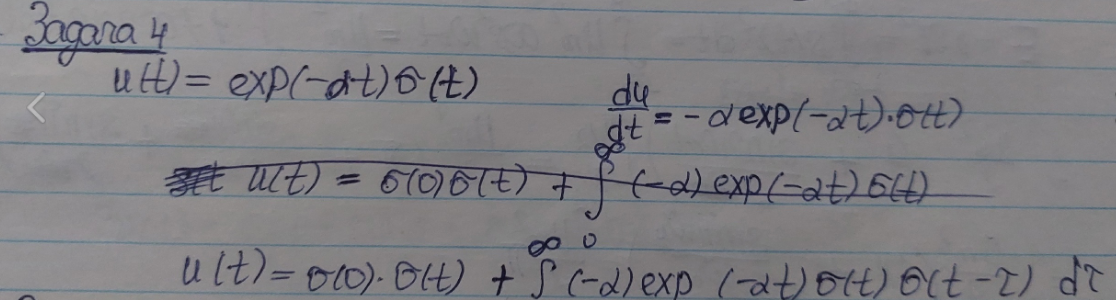 Задача 4
u(t) = exp(-αt) σ(t)
du/dt = -α exp(-αt)·σ(t)
u(t) = σ(0)σ(t) + ∫₀^∞ (-α) exp(-αt) σ(t)
u(t) = σ(0)·σ(t) + ∫^∞ (-α) exp (-αt) σ(t) σ(t-τ) dτ